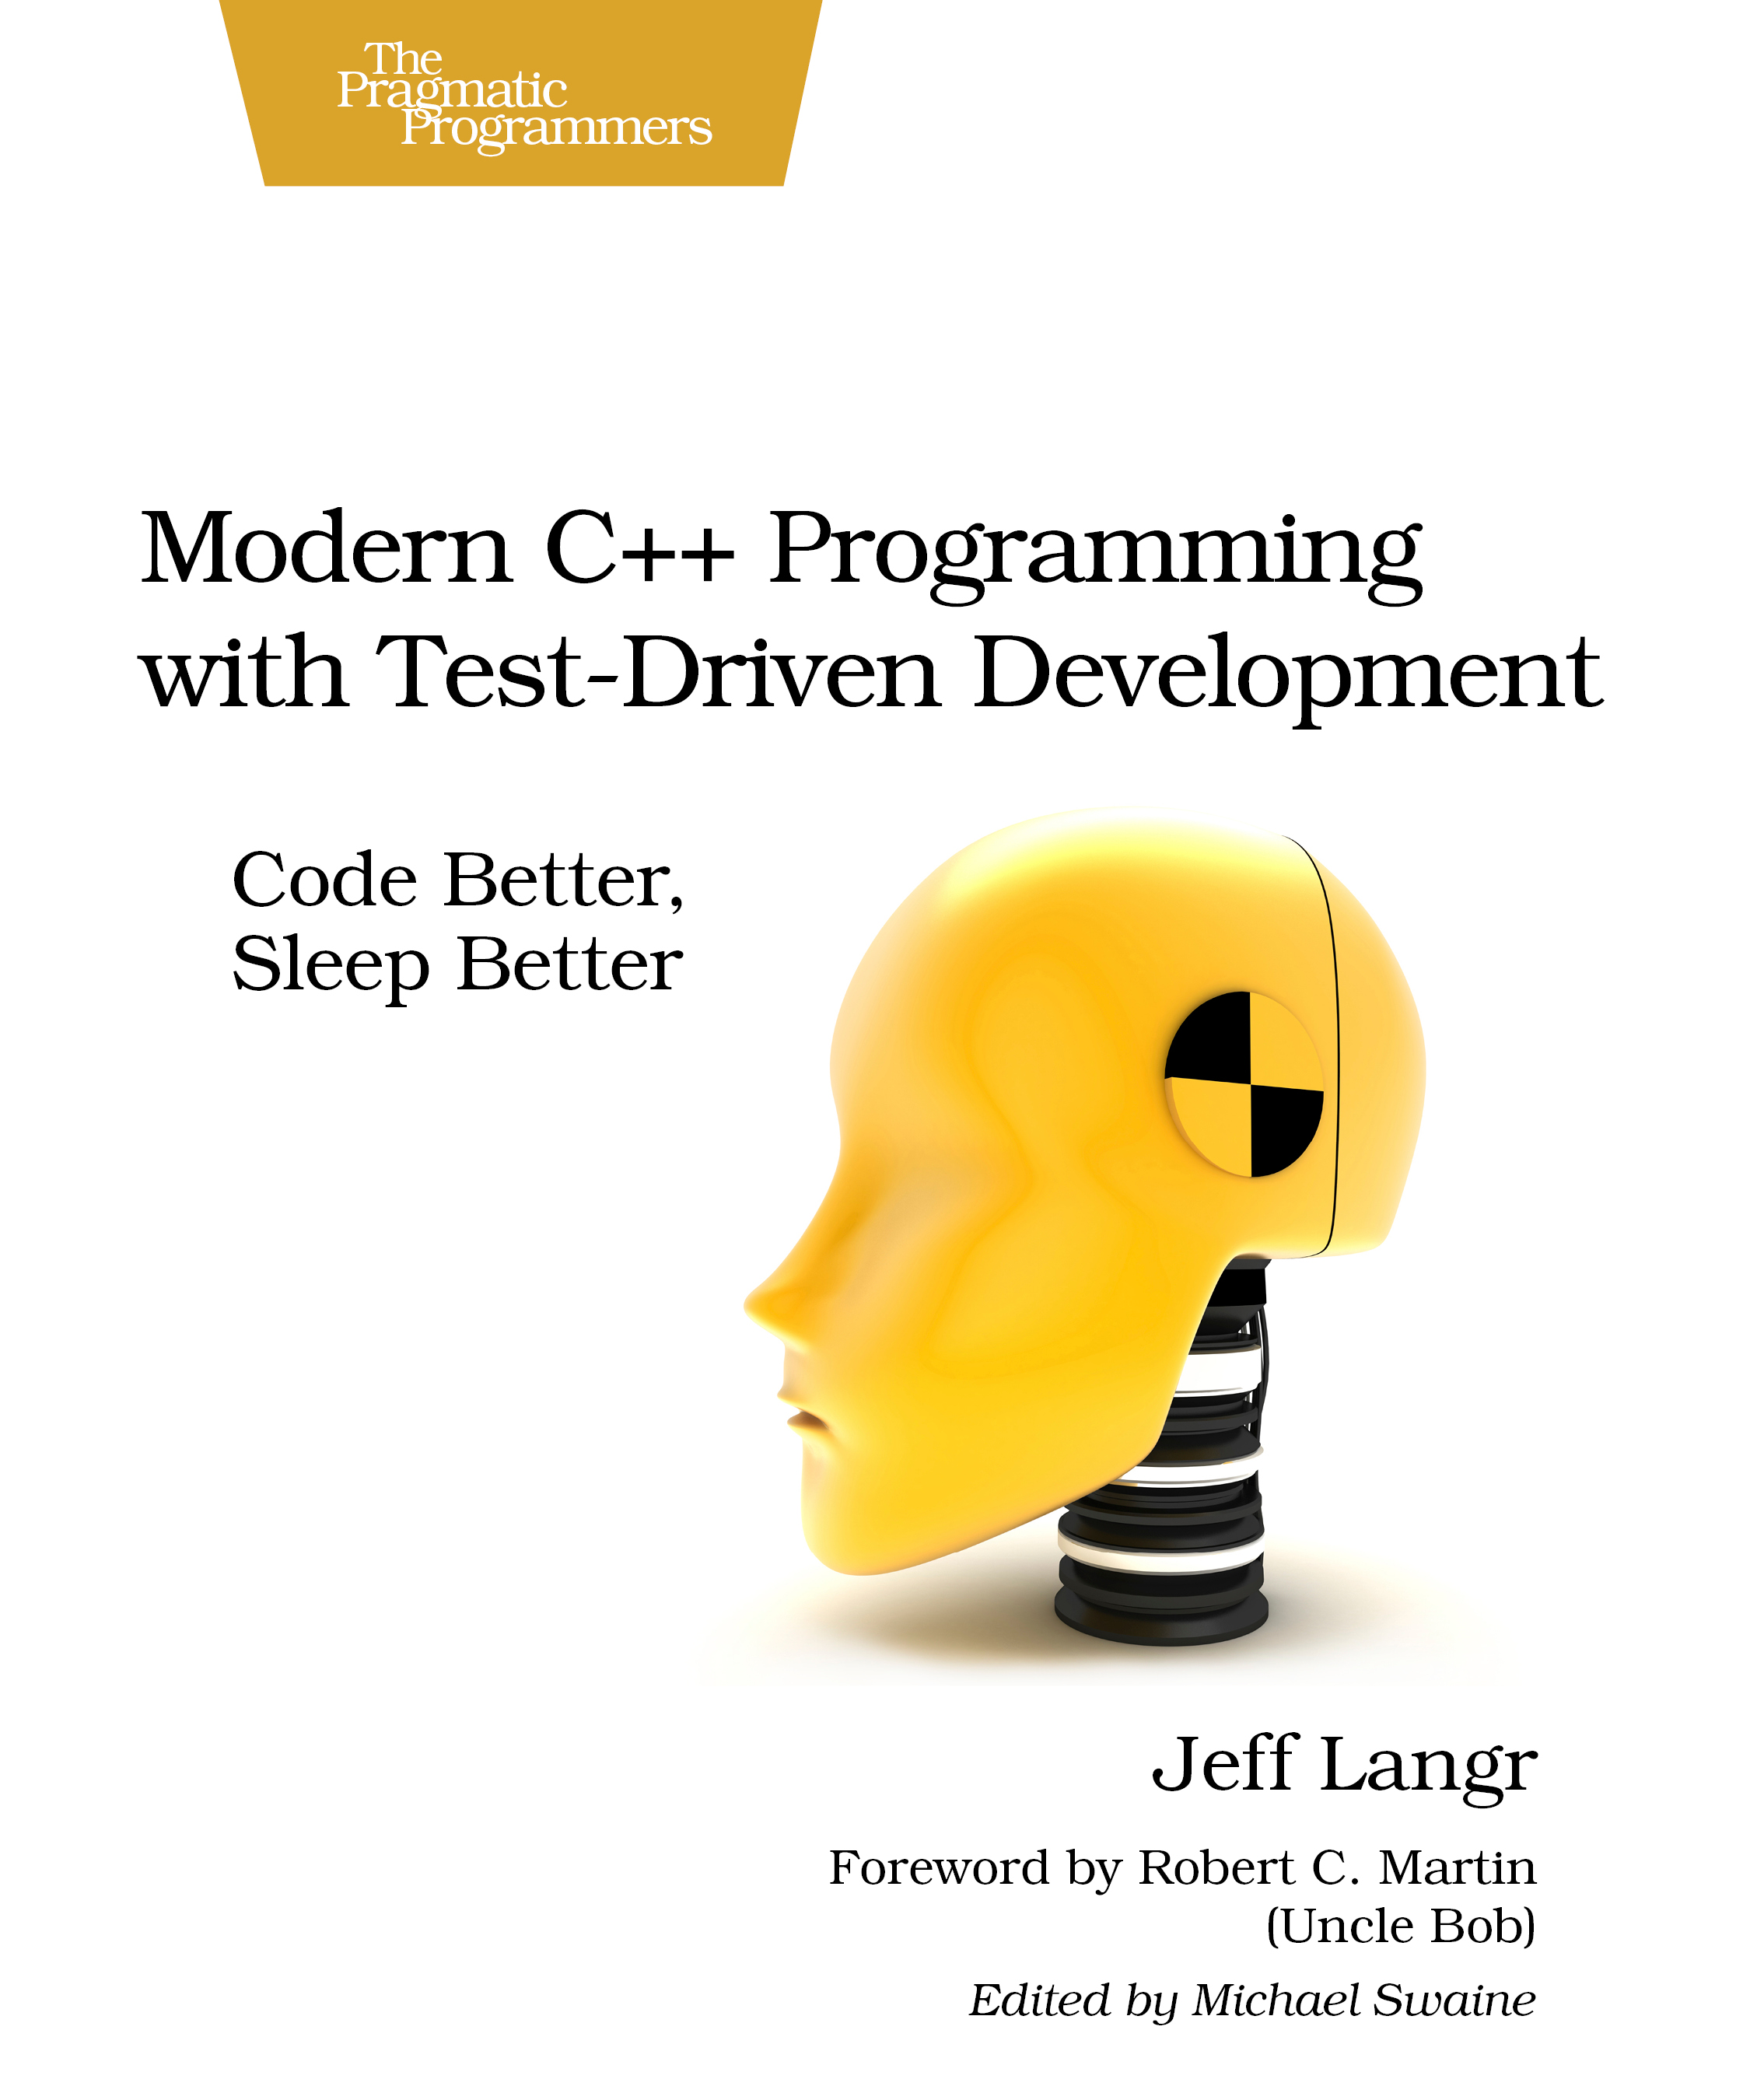 The
Pragmatic
Programmers
Modern C++ Programming
with Test-Driven Development
Code Better,
Sleep Better
Jeff Langr
Foreword by Robert C. Martin
(Uncle Bob)
Edited by Michael Swaine